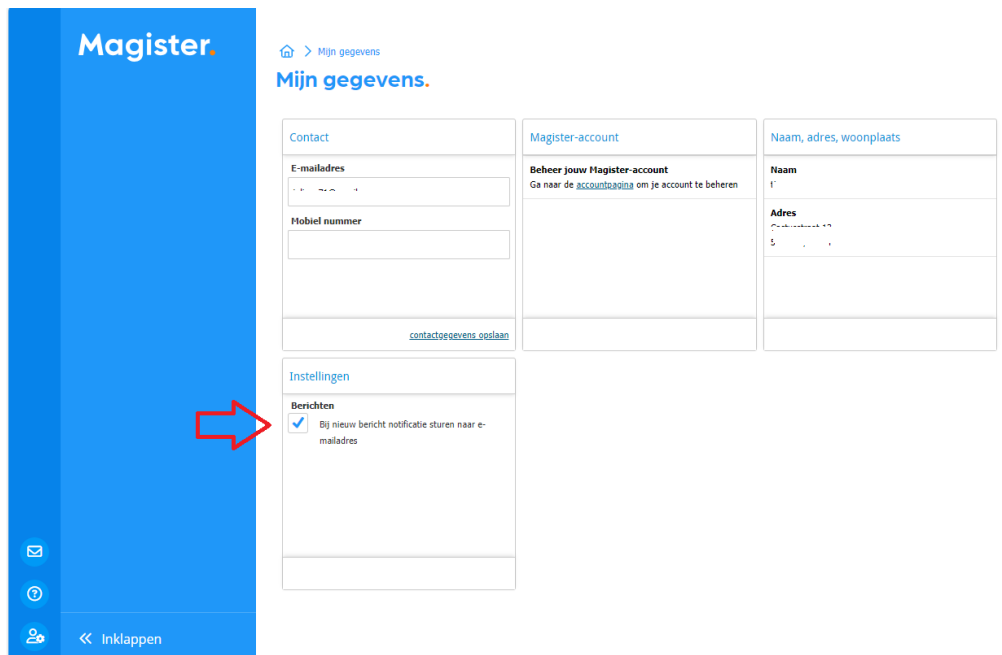 Magister.
Mijn gegevens
Mijn gegevens.
Contact
E-mailadres
Mobiel nummer
contactgegevens opslaan
Magister-account
Beheer jouw Magister-account
Ga naar de accountpagina om je account te beheren
Naam, adres, woonplaats
Naam
Adres
Instellingen
Berichten
Bij nieuw bericht notificatie sturen naar e-
mailadres
Inklappen